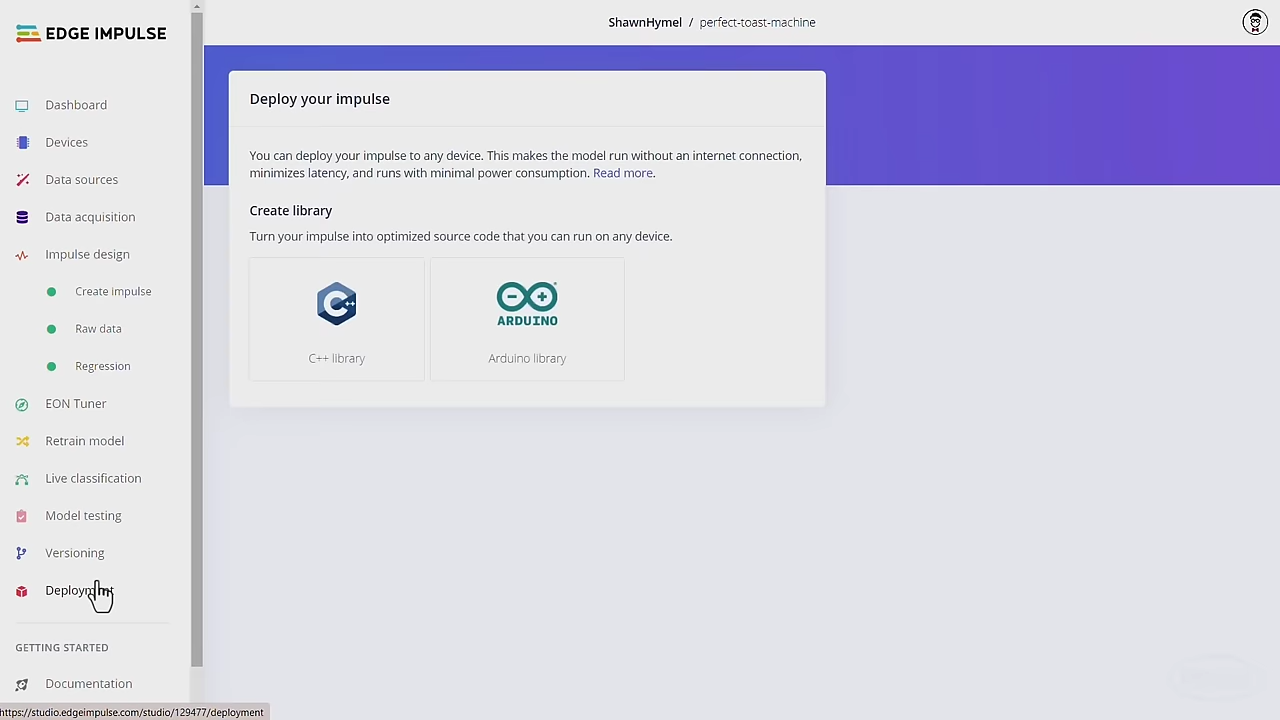 EDGE IMPULSE
ShawnHymel / perfect-toast-machine
Dashboard
Devices
Data sources
Data acquisition
Impulse design
Create impulse
Raw data
Regression
EON Tuner
Retrain model
Live classification
Model testing
Versioning
Deployment
GETTING STARTED
Documentation
Deploy your impulse
You can deploy your impulse to any device. This makes the model run without an internet connection,
minimizes latency, and runs with minimal power consumption. Read more.
Create library
Turn your impulse into optimized source code that you can run on any device.
C++
C++ library
ARDUINO
Arduino library
https://studio.edgeimpulse.com/studio/129477/deployment